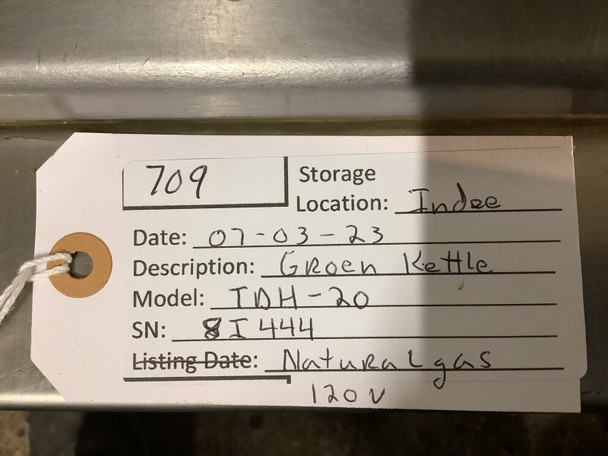 709
Storage
Location: Indee
Date: 07-03-23
Description: Groen Kettle
Model: TDH-20
SN: 8I444
Listing Date: Natural gas
120V